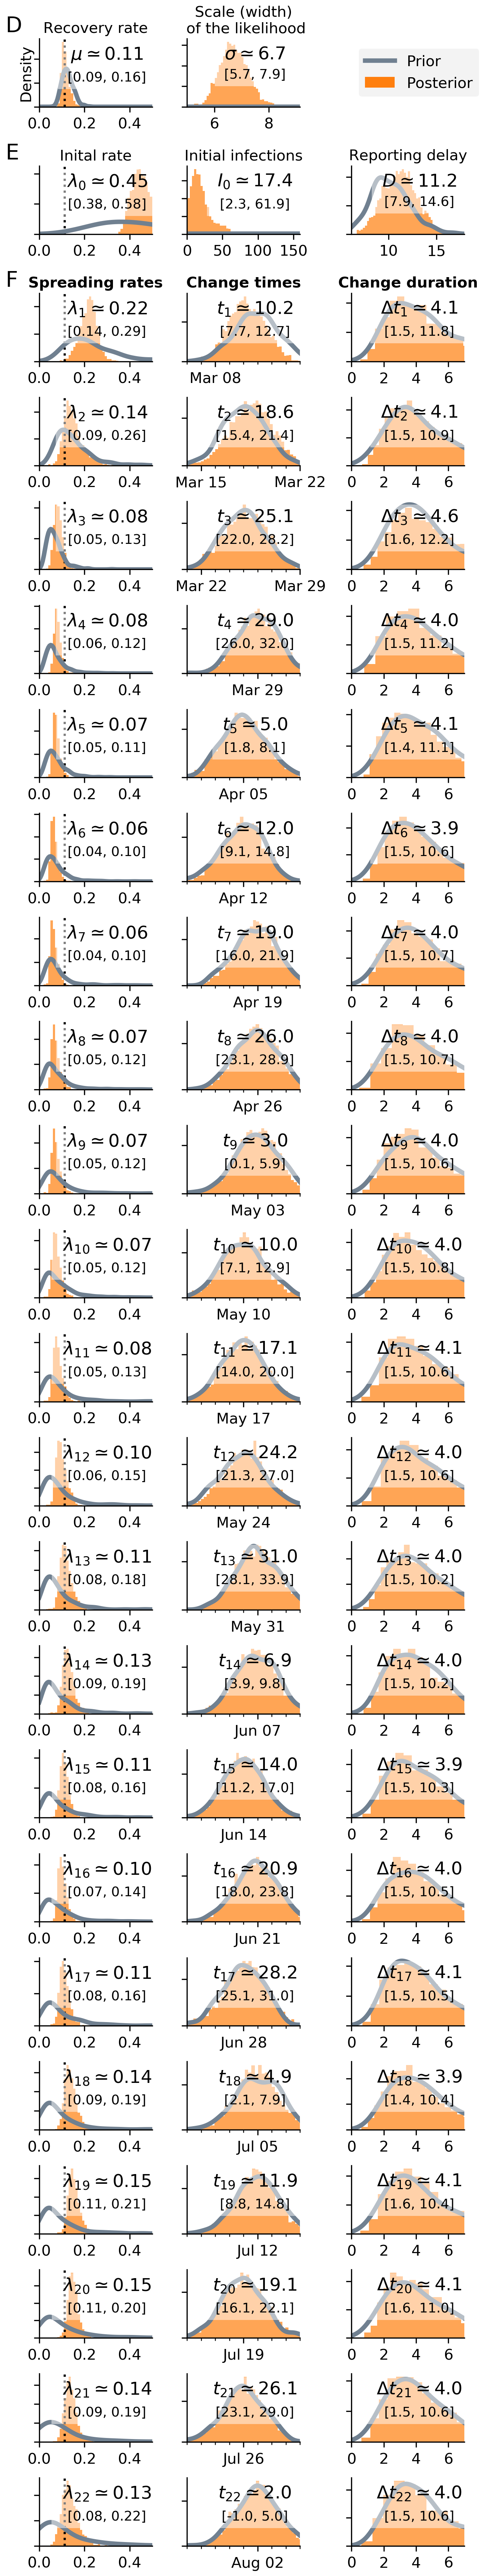 D
Recovery rate
Density
μ ≃ 0.11
[0.09, 0.16]
0.0 0.2 0.4
Scale (width)
of the likelihood
σ ≃ 6.7
[5.7, 7.9]
6 8
Prior
Posterior
E
Inital rate
λ0 ≃ 0.45
[0.38, 0.58]
0.0 0.2 0.4
Initial infections
I0 ≃ 17.4
[2.3, 61.9]
0 50 100 150
Reporting delay
D ≃ 11.2
[7.9, 14.6]
10 15
F
Spreading rates Change times Change duration
λ1 ≃ 0.22 t1 ≃ 10.2 Δt1 ≃ 4.1
[0.14, 0.29] [7.7, 12.7] [1.5, 11.8]
0.0 0.2 0.4 Mar 08 0 2 4 6
λ2 ≃ 0.14 t2 ≃ 18.6 Δt2 ≃ 4.1
[0.09, 0.26] [15.4, 21.4] [1.5, 10.9]
0.0 0.2 0.4 Mar 15 Mar 22 0 2 4 6
λ3 ≃ 0.08 t3 ≃ 25.1 Δt3 ≃ 4.6
[0.05, 0.13] [22.0, 28.2] [1.6, 12.2]
0.0 0.2 0.4 Mar 22 Mar 29 0 2 4 6
λ4 ≃ 0.08 t4 ≃ 29.0 Δt4 ≃ 4.0
[0.06, 0.12] [26.0, 32.0] [1.5, 11.2]
0.0 0.2 0.4 Mar 29 0 2 4 6
λ5 ≃ 0.07 t5 ≃ 5.0 Δt5 ≃ 4.1
[0.05, 0.11] [1.8, 8.1] [1.4, 11.1]
0.0 0.2 0.4 Apr 05 0 2 4 6
λ6 ≃ 0.06 t6 ≃ 12.0 Δt6 ≃ 3.9
[0.04, 0.10] [9.1, 14.8] [1.5, 10.6]
0.0 0.2 0.4 Apr 12 0 2 4 6
λ7 ≃ 0.06 t7 ≃ 19.0 Δt7 ≃ 4.0
[0.04, 0.10] [16.0, 21.9] [1.5, 10.7]
0.0 0.2 0.4 Apr 19 0 2 4 6
λ8 ≃ 0.07 t8 ≃ 26.0 Δt8 ≃ 4.0
[0.05, 0.12] [23.1, 28.9] [1.5, 10.7]
0.0 0.2 0.4 Apr 26 0 2 4 6
λ9 ≃ 0.07 t9 ≃ 3.0 Δt9 ≃ 4.0
[0.05, 0.12] [0.1, 5.9] [1.5, 10.6]
0.0 0.2 0.4 May 03 0 2 4 6
λ10 ≃ 0.07 t10 ≃ 10.0 Δt10 ≃ 4.0
[0.05, 0.12] [7.1, 12.9] [1.5, 10.8]
0.0 0.2 0.4 May 10 0 2 4 6
λ11 ≃ 0.08 t11 ≃ 17.1 Δt11 ≃ 4.1
[0.05, 0.13] [14.0, 20.0] [1.5, 10.6]
0.0 0.2 0.4 May 17 0 2 4 6
λ12 ≃ 0.10 t12 ≃ 24.2 Δt12 ≃ 4.0
[0.06, 0.15] [21.3, 27.0] [1.5, 10.6]
0.0 0.2 0.4 May 24 0 2 4 6
λ13 ≃ 0.11 t13 ≃ 31.0 Δt13 ≃ 4.0
[0.08, 0.18] [28.1, 33.9] [1.5, 10.2]
0.0 0.2 0.4 May 31 0 2 4 6
λ14 ≃ 0.13 t14 ≃ 6.9 Δt14 ≃ 4.0
[0.09, 0.19] [3.9, 9.8] [1.5, 10.2]
0.0 0.2 0.4 Jun 07 0 2 4 6
λ15 ≃ 0.11 t15 ≃ 14.0 Δt15 ≃ 3.9
[0.08, 0.16] [11.2, 17.0] [1.5, 10.3]
0.0 0.2 0.4 Jun 14 0 2 4 6
λ16 ≃ 0.10 t16 ≃ 20.9 Δt16 ≃ 4.0
[0.07, 0.14] [18.0, 23.8] [1.5, 10.5]
0.0 0.2 0.4 Jun 21 0 2 4 6
λ17 ≃ 0.11 t17 ≃ 28.2 Δt17 ≃ 4.1
[0.08, 0.16] [25.1, 31.0] [1.5, 10.5]
0.0 0.2 0.4 Jun 28 0 2 4 6
λ18 ≃ 0.14 t18 ≃ 4.9 Δt18 ≃ 3.9
[0.09, 0.19] [2.1, 7.9] [1.4, 10.4]
0.0 0.2 0.4 Jul 05 0 2 4 6
λ19 ≃ 0.15 t19 ≃ 11.9 Δt19 ≃ 4.1
[0.11, 0.21] [8.8, 14.8] [1.6, 10.4]
0.0 0.2 0.4 Jul 12 0 2 4 6
λ20 ≃ 0.15 t20 ≃ 19.1 Δt20 ≃ 4.1
[0.11, 0.20] [16.1, 22.1] [1.6, 11.0]
0.0 0.2 0.4 Jul 19 0 2 4 6
λ21 ≃ 0.14 t21 ≃ 26.1 Δt21 ≃ 4.0
[0.09, 0.19] [23.1, 29.0] [1.5, 10.6]
0.0 0.2 0.4 Jul 26 0 2 4 6
λ22 ≃ 0.13 t22 ≃ 2.0 Δt22 ≃ 4.0
[0.08, 0.22] [-1.0, 5.0] [1.5, 10.6]
0.0 0.2 0.4 Aug 02 0 2 4 6